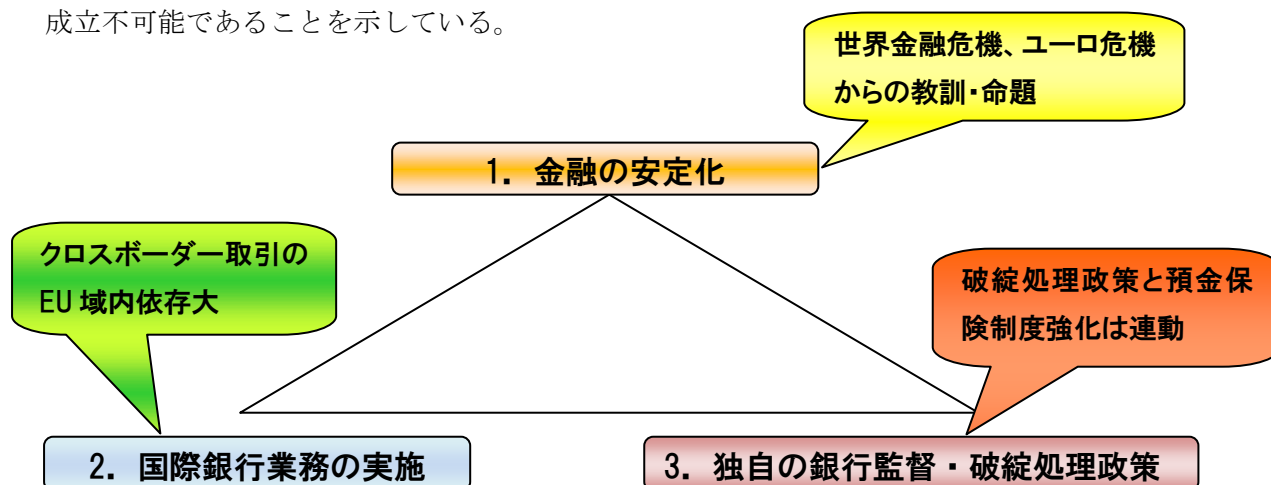 成立不可能であることを示している。
世界金融危機、ユーロ危機
からの教訓・命題
1. 金融の安定化
クロスボーダー取引の
EU域内依存大
破綻処理政策と預金保
険制度強化は連動
2. 国際銀行業務の実施
3. 独自の銀行監督・破綻処理政策